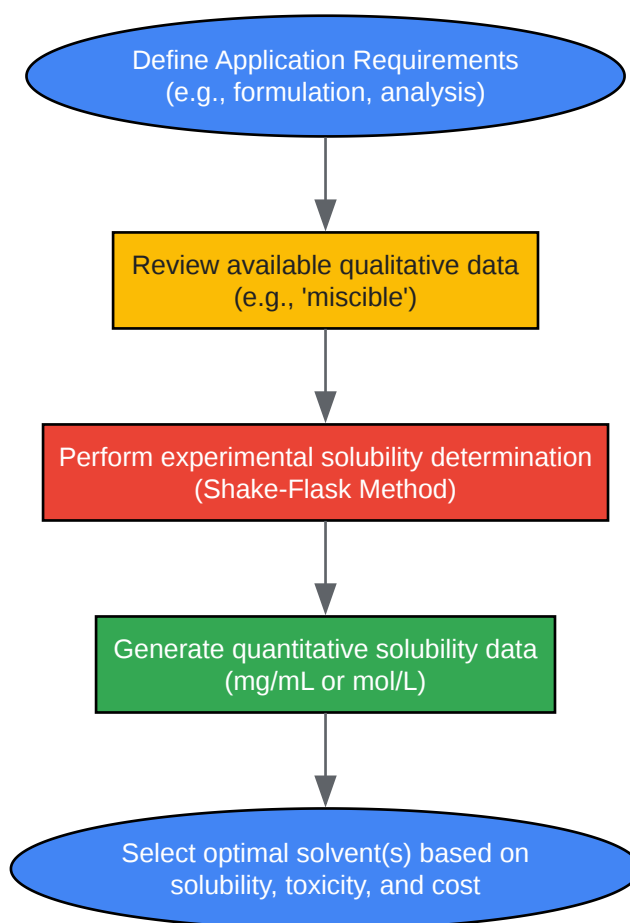 Define Application Requirements
(e.g., formulation, analysis)
Review available qualitative data
(e.g., 'miscible')
Perform experimental solubility determination
(Shake-Flask Method)
Generate quantitative solubility data
(mg/mL or mol/L)
Select optimal solvent(s) based on
solubility, toxicity, and cost